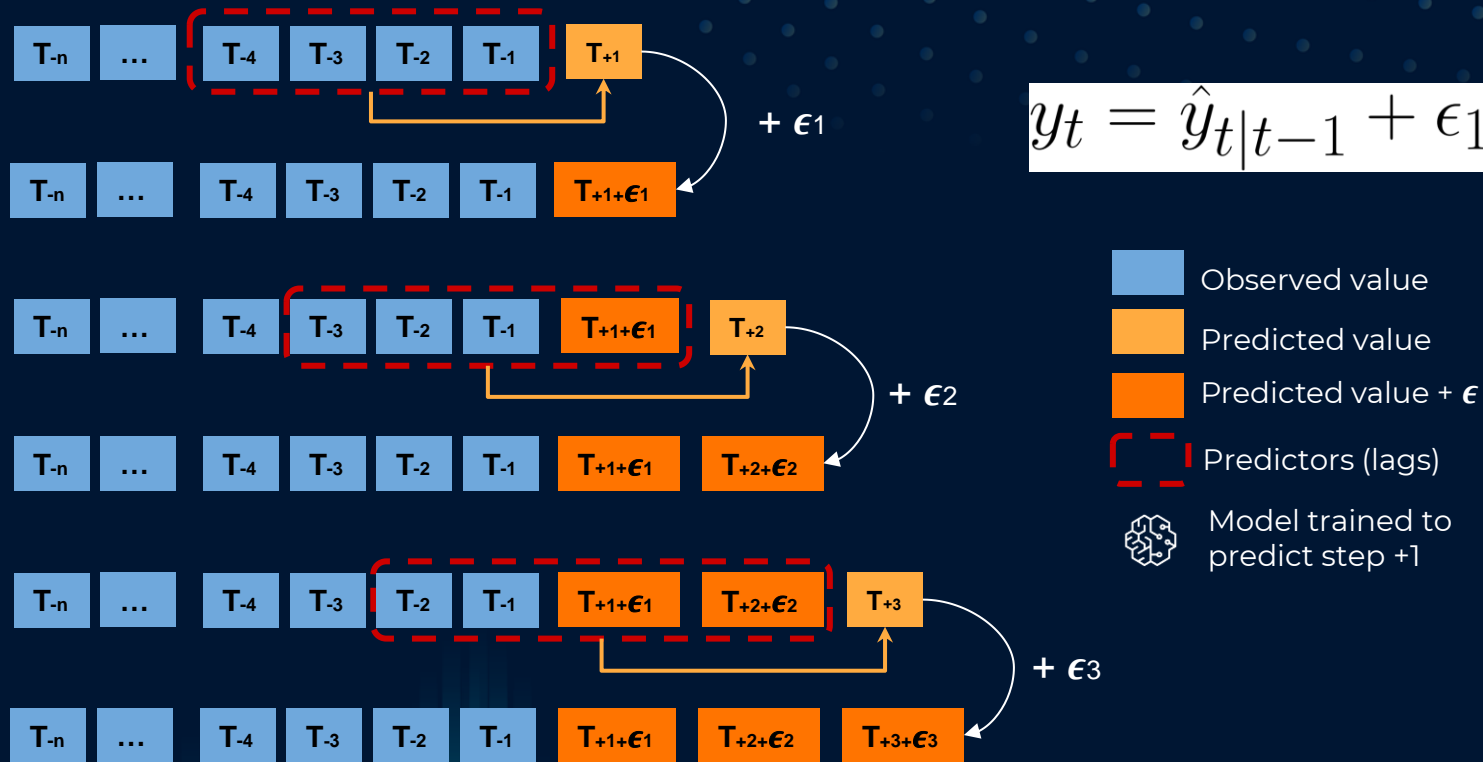 T-n ... T-4 T-3 T-2 T-1 T+1
+ ϵ1
T-n ... T-4 T-3 T-2 T-1 T+1+ϵ1
T-n ... T-4 T-3 T-2 T-1 T+1+ϵ1 T+2
+ ϵ2
T-n ... T-4 T-3 T-2 T-1 T+1+ϵ1 T+2+ϵ2
T-n ... T-4 T-3 T-2 T-1 T+1+ϵ1 T+2+ϵ2 T+3
+ ϵ3
T-n ... T-4 T-3 T-2 T-1 T+1+ϵ1 T+2+ϵ2 T+3+ϵ3
y_t = ŷ_{t|t−1} + ϵ1
Observed value
Predicted value
Predicted value + ϵ
Predictors (lags)
Model trained to
predict step +1